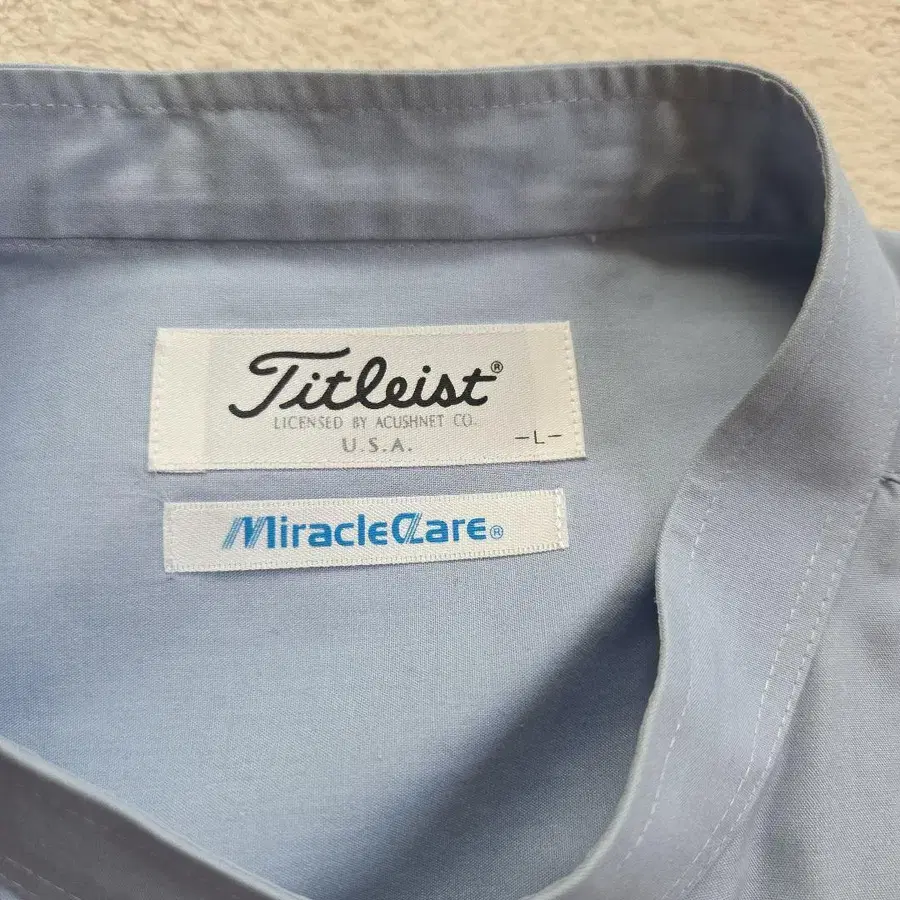 Titleist®
LICENSED BY ACUSHNET CO.
U.S.A.
-L-
MiracleCare®